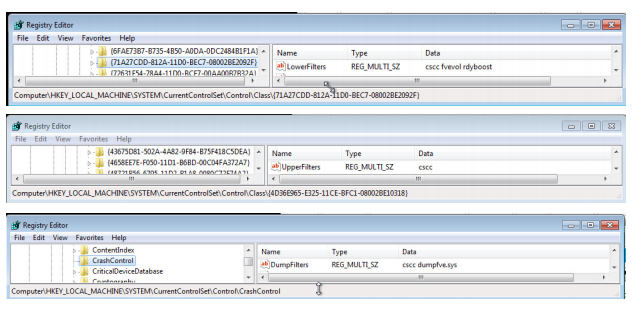 Registry Editor
File Edit View Favorites Help
{6FAE73B7-B735-4B50-A0DA-0DC2484B1F1A}
{71A27CDD-812A-11D0-BEC7-08002BE2092F}
{72631E54-78A4-11D0-BCF7-00AA00B7B32A}
Name Type Data
LowerFilters REG_MULTI_SZ cscc fvevol rdyboost
Computer\HKEY_LOCAL_MACHINE\SYSTEM\CurrentControlSet\Control\Class\{71A27CDD-812A-11D0-BEC7-08002BE2092F}
Registry Editor
File Edit View Favorites Help
{43675D81-502A-4A82-9F84-B75F418C5DEA}
{4658EE7E-F050-11D1-B6BD-00C04FA372A7}
{48721B56-6795-11D2-B1A8-0080C72E74A2}
Name Type Data
UpperFilters REG_MULTI_SZ cscc
Computer\HKEY_LOCAL_MACHINE\SYSTEM\CurrentControlSet\Control\Class\{4D36E965-E325-11CE-BFC1-08002BE10318}
Registry Editor
File Edit View Favorites Help
ContentIndex
CrashControl
CriticalDeviceDatabase
Cryptography
Name Type Data
DumpFilters REG_MULTI_SZ cscc dumpfve.sys
Computer\HKEY_LOCAL_MACHINE\SYSTEM\CurrentControlSet\Control\CrashControl